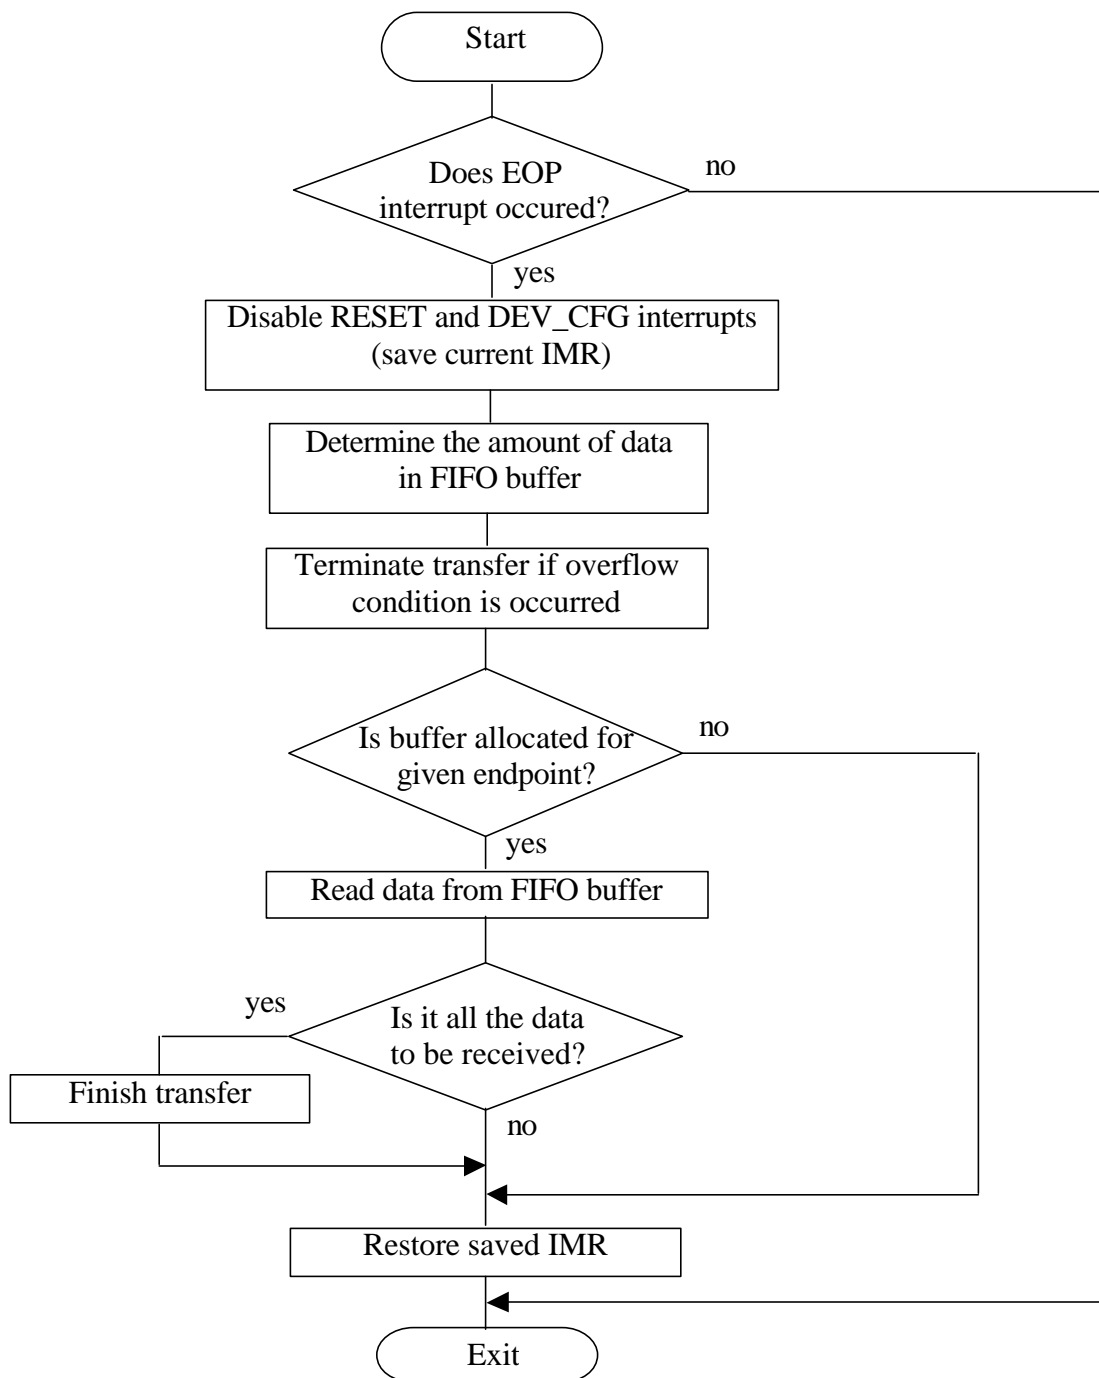 Start
Does EOP
interrupt occured?
no
yes
Disable RESET and DEV_CFG interrupts
(save current IMR)
Determine the amount of data
in FIFO buffer
Terminate transfer if overflow
condition is occurred
Is buffer allocated for
given endpoint?
no
yes
Read data from FIFO buffer
yes
Is it all the data
to be received?
Finish transfer
no
Restore saved IMR
Exit